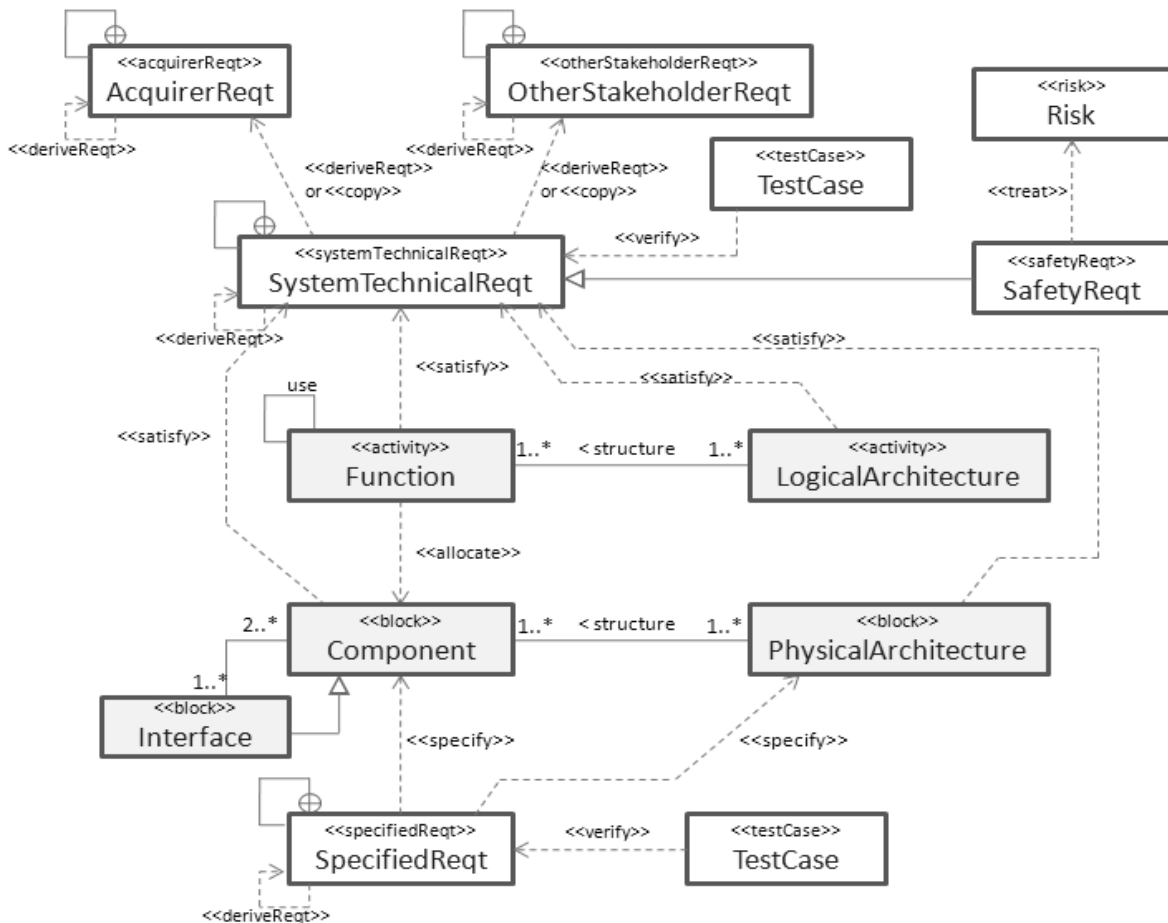 <<acquirerReqt>>
AcquirerReqt
<<otherStakeholderReqt>>
OtherStakeholderReqt
<<risk>>
Risk
<<deriveReqt>>
<<deriveReqt>>
<<deriveReqt>>
or <<copy>>
<<deriveReqt>>
or <<copy>>
<<testCase>>
TestCase
<<treat>>
<<systemTechnicalReqt>>
SystemTechnicalReqt
<<verify>>
<<safetyReqt>>
SafetyReqt
<<deriveReqt>>
<<satisfy>>
<<satisfy>>
<<satisfy>>
use
<<satisfy>>
<<activity>>
Function
1..*
< structure
1..*
<<activity>>
LogicalArchitecture
<<allocate>>
2..*
<<block>>
Component
1..*
< structure
1..*
<<block>>
PhysicalArchitecture
1..*
<<block>>
Interface
<<specify>>
<<specify>>
<<specifiedReqt>>
SpecifiedReqt
<<verify>>
<<testCase>>
TestCase
<<deriveReqt>>